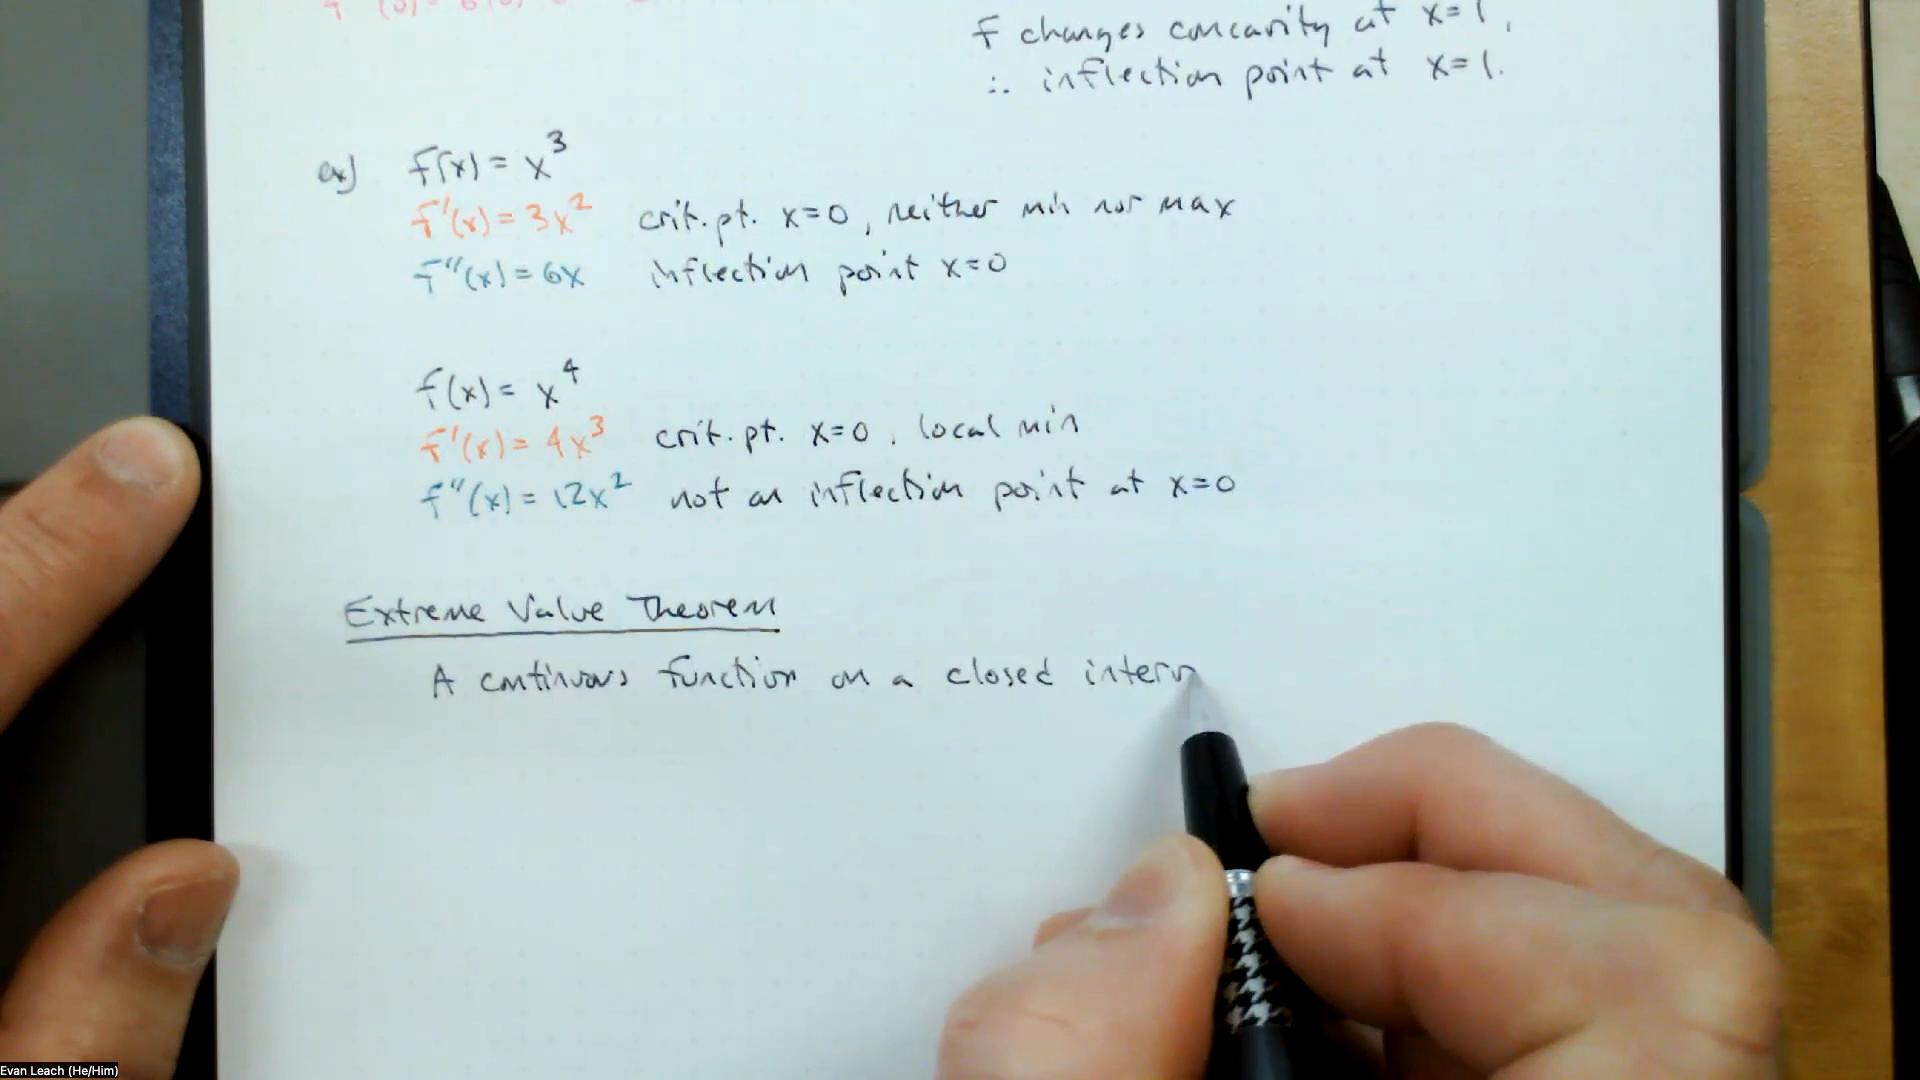 f changes concavity at x=1,
∴ inflection point at x=1.
ex) f(x) = x³
f'(x) = 3x² crit. pt. x=0, neither min nor max
f''(x) = 6x inflection point x=0
f(x) = x⁴
f'(x) = 4x³ crit. pt. x=0. local min
f''(x) = 12x² not an inflection point at x=0
Extreme Value Theorem
A continuous function on a closed interv
Evan Leach (He/Him)